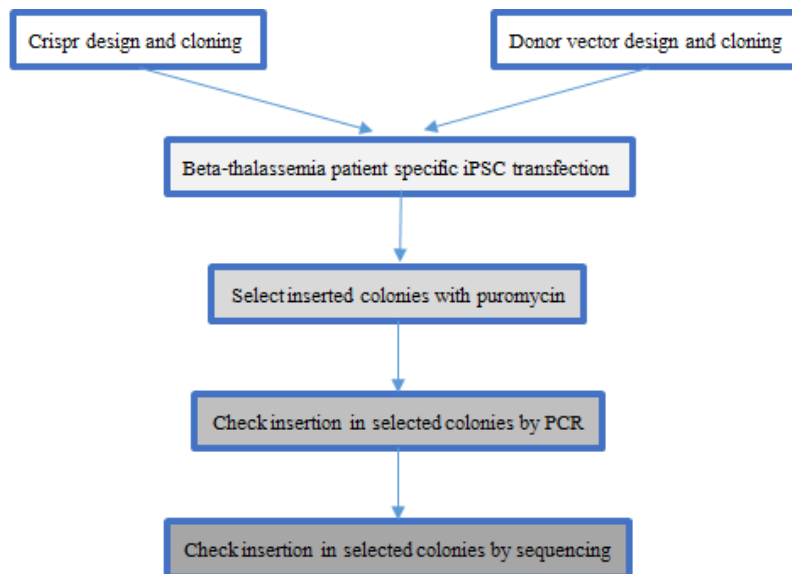 Crispr design and cloning
Donor vector design and cloning
Beta-thalassemia patient specific iPSC transfection
Select inserted colonies with puromycin
Check insertion in selected colonies by PCR
Check insertion in selected colonies by sequencing